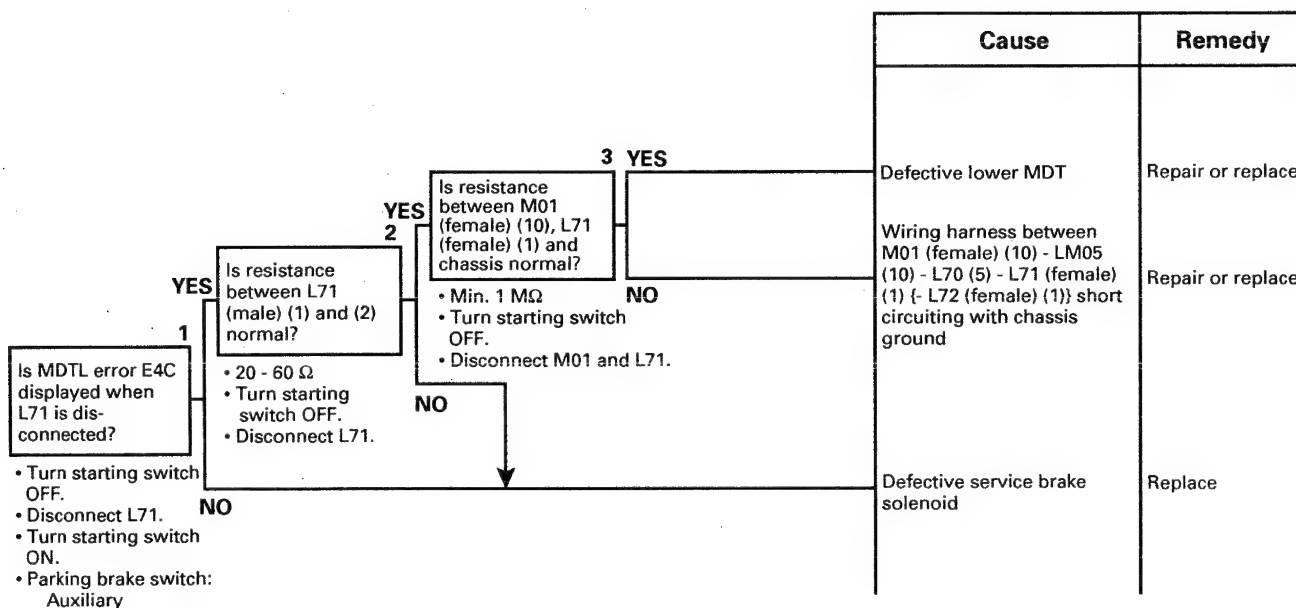 Cause
Remedy
1
Is MDTL error E4C
displayed when
L71 is dis-
connected?
• Turn starting switch
OFF.
• Disconnect L71.
• Turn starting switch
ON.
• Parking brake switch:
Auxiliary
YES
NO
2
Is resistance
between L71
(male) (1) and (2)
normal?
• 20 - 60 Ω
• Turn starting
switch OFF.
• Disconnect L71.
YES
NO
3
Is resistance
between M01
(female) (10), L71
(female) (1) and
chassis normal?
• Min. 1 MΩ
• Turn starting switch
OFF.
• Disconnect M01 and L71.
YES
NO
Defective lower MDT
Repair or replace
Wiring harness between
M01 (female) (10) - LM05
(10) - L70 (5) - L71 (female)
(1) {- L72 (female) (1)} short
circuiting with chassis
ground
Repair or replace
Defective service brake
solenoid
Replace